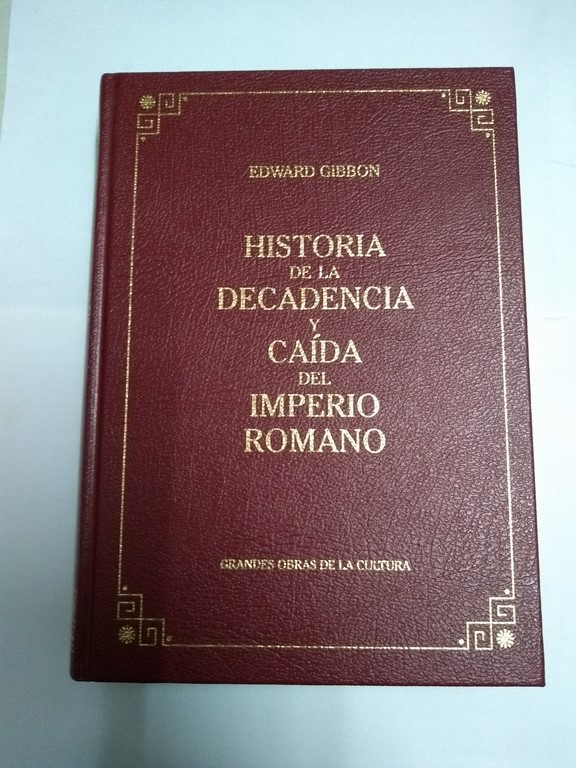 EDWARD GIBBON
HISTORIA
DE LA
DECADENCIA
Y
CAÍDA
DEL
IMPERIO
ROMANO
GRANDES OBRAS DE LA CULTURA